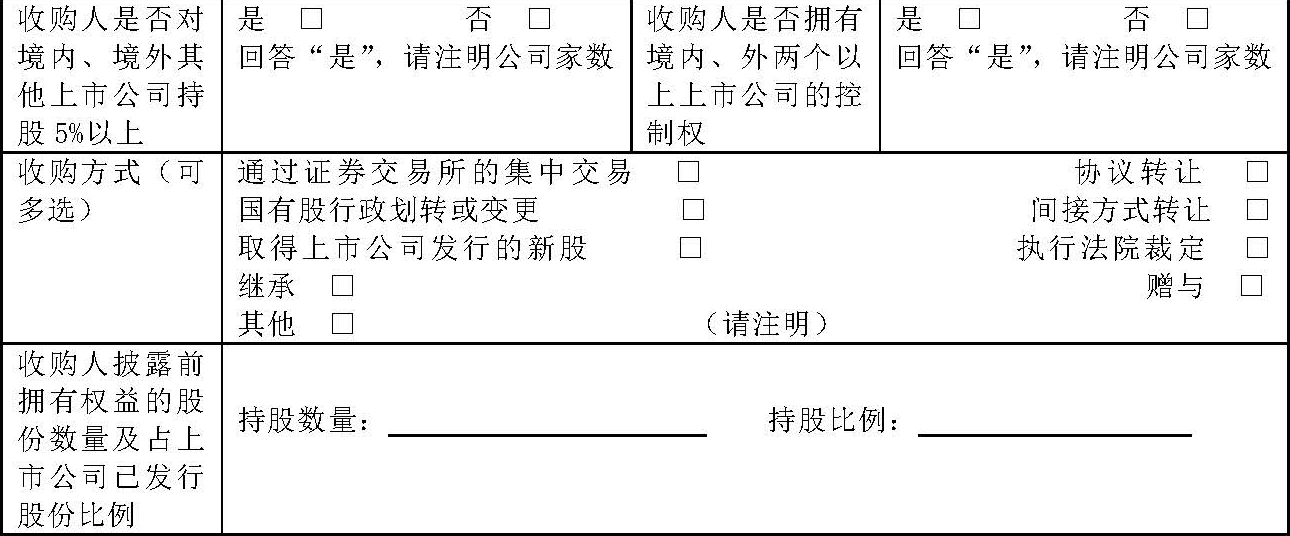 收购人是否对境内、境外其他上市公司持股5%以上
是 □ 否 □
回答“是”，请注明公司家数
收购人是否拥有境内、外两个以上上市公司的控制权
是 □ 否 □
回答“是”，请注明公司家数
收购方式（可多选）
通过证券交易所的集中交易 □ 协议转让 □
国有股行政划转或变更 □ 间接方式转让 □
取得上市公司发行的新股 □ 执行法院裁定 □
继承 □ 赠与 □
其他 □ （请注明）
收购人披露前拥有权益的股份数量及占上市公司已发行股份比例
持股数量： 持股比例：